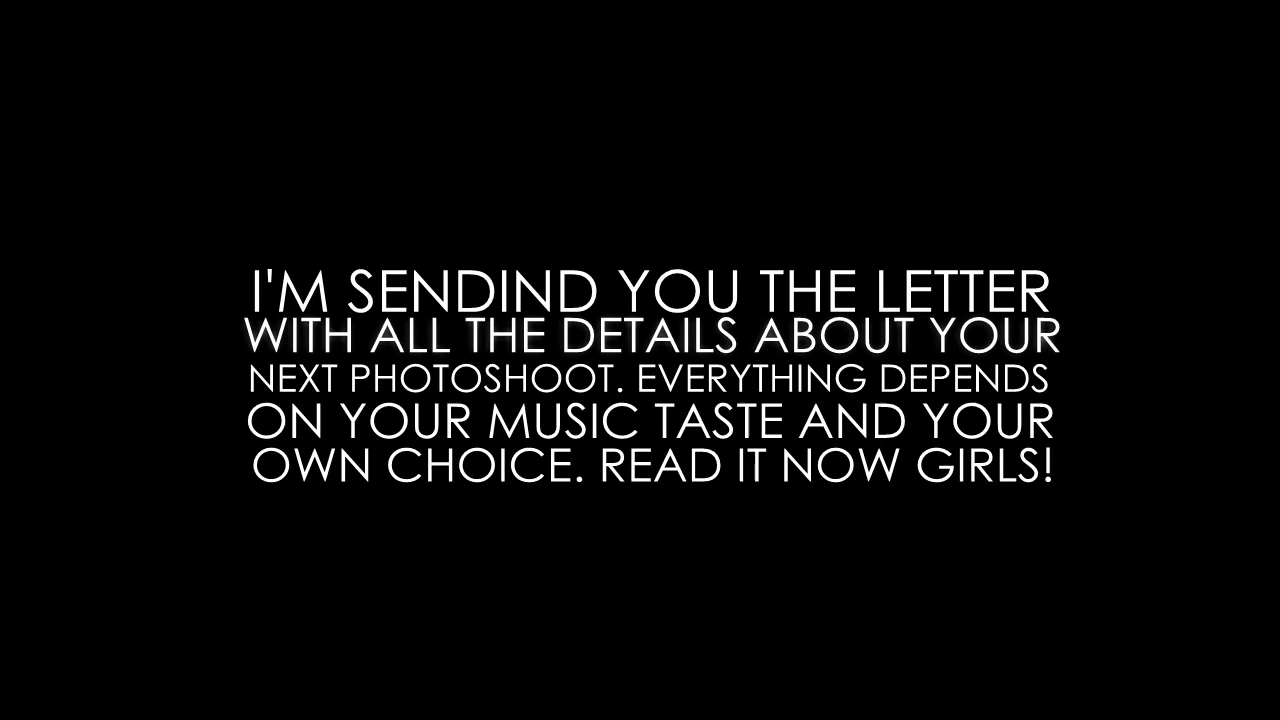 I'M SENDIND YOU THE LETTER
WITH ALL THE DETAILS ABOUT YOUR
NEXT PHOTOSHOOT. EVERYTHING DEPENDS
ON YOUR MUSIC TASTE AND YOUR
OWN CHOICE. READ IT NOW GIRLS!